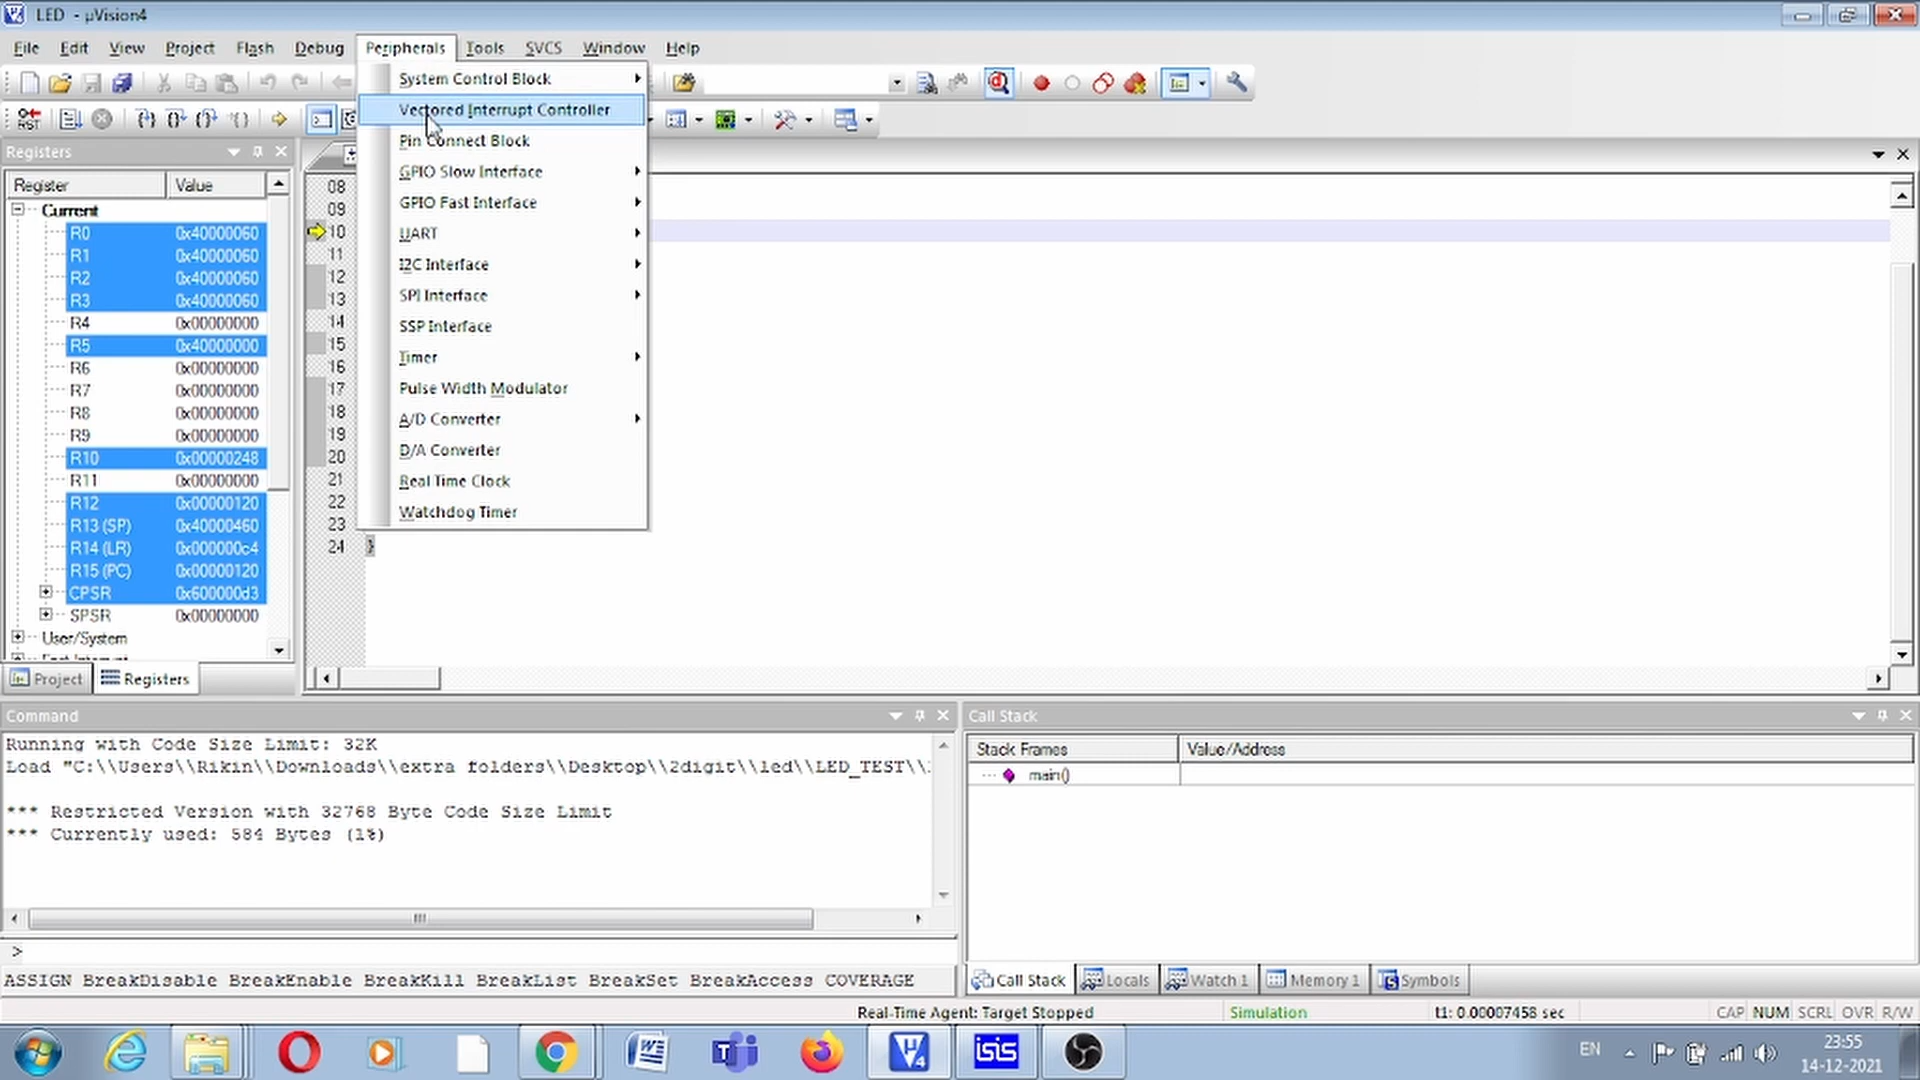 LED - µVision4
File Edit View Project Flash Debug Peripherals Tools SVCS Window Help
System Control Block
Vectored Interrupt Controller
Pin Connect Block
GPIO Slow Interface
GPIO Fast Interface
UART
I2C Interface
SPI Interface
SSP Interface
Timer
Pulse Width Modulator
A/D Converter
D/A Converter
Real Time Clock
Watchdog Timer
RST
Registers
Register Value
Current
R0 0x40000060
R1 0x40000060
R2 0x40000060
R3 0x40000060
R4 0x00000000
R5 0x40000000
R6 0x00000000
R7 0x00000000
R8 0x00000000
R9 0x00000000
R10 0x00000248
R11 0x00000000
R12 0x00000120
R13 (SP) 0x40000460
R14 (LR) 0x000000c4
R15 (PC) 0x00000120
CPSR 0x600000d3
SPSR 0x00000000
User/System
Project Registers
08
09
10
11
12
13
14
15
16
17
18
19
20
21
22
23
24 }
Command
Running with Code Size Limit: 32K
Load "C:\\Users\\Rikin\\Downloads\\extra folders\\Desktop\\2digit\\led\\LED_TEST\\
*** Restricted Version with 32768 Byte Code Size Limit
*** Currently used: 584 Bytes (1%)
>
ASSIGN BreakDisable BreakEnable BreakKill BreakList BreakSet BreakAccess COVERAGE
Call Stack
Stack Frames Value/Address
main()
Call Stack Locals Watch 1 Memory 1 Symbols
Real-Time Agent: Target Stopped Simulation t1: 0.00007458 sec CAP NUM SCRL OVR R/W
isis
EN
23:55
14-12-2021